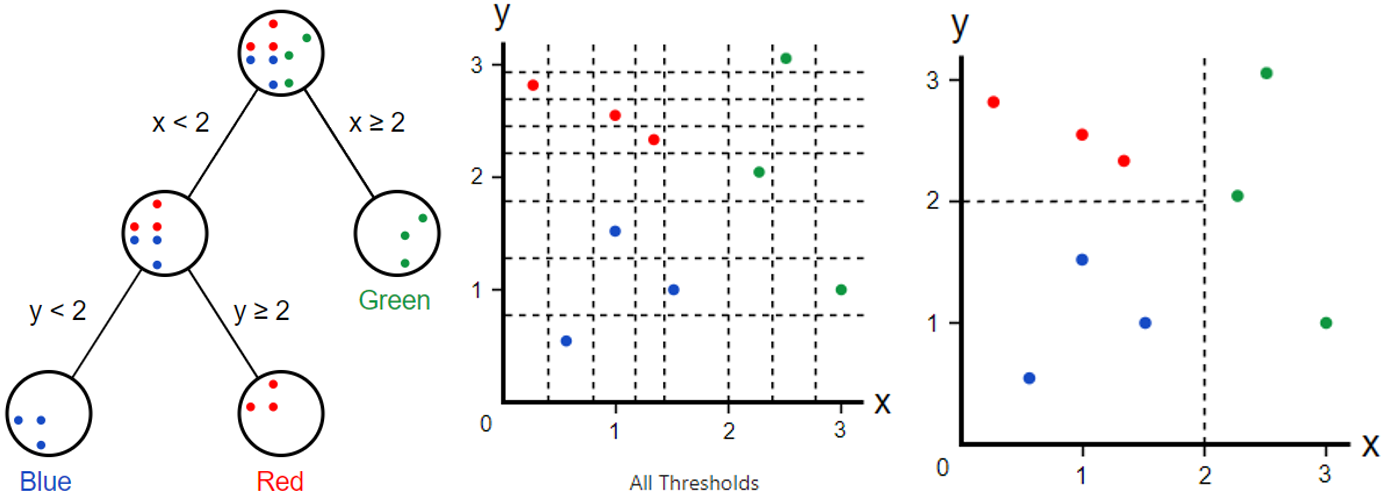 x < 2
x ≥ 2
y < 2
y ≥ 2
Green
Blue
Red
y
3
2
1
0
1
2
3
x
All Thresholds
y
3
2
1
0
1
2
3
x